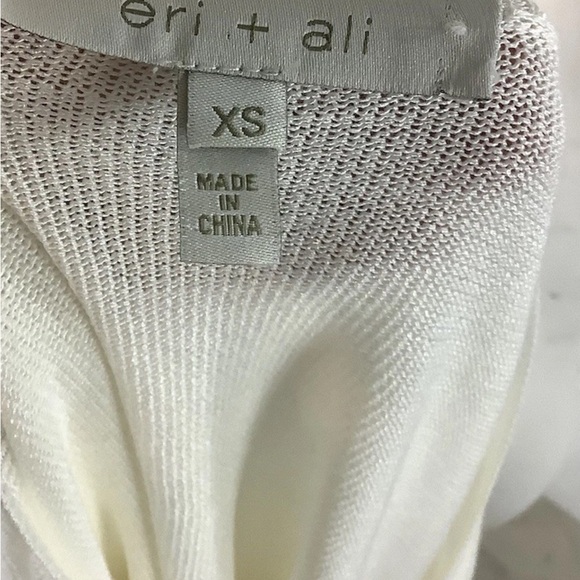 eri + ali
XS
MADE
IN
CHINA